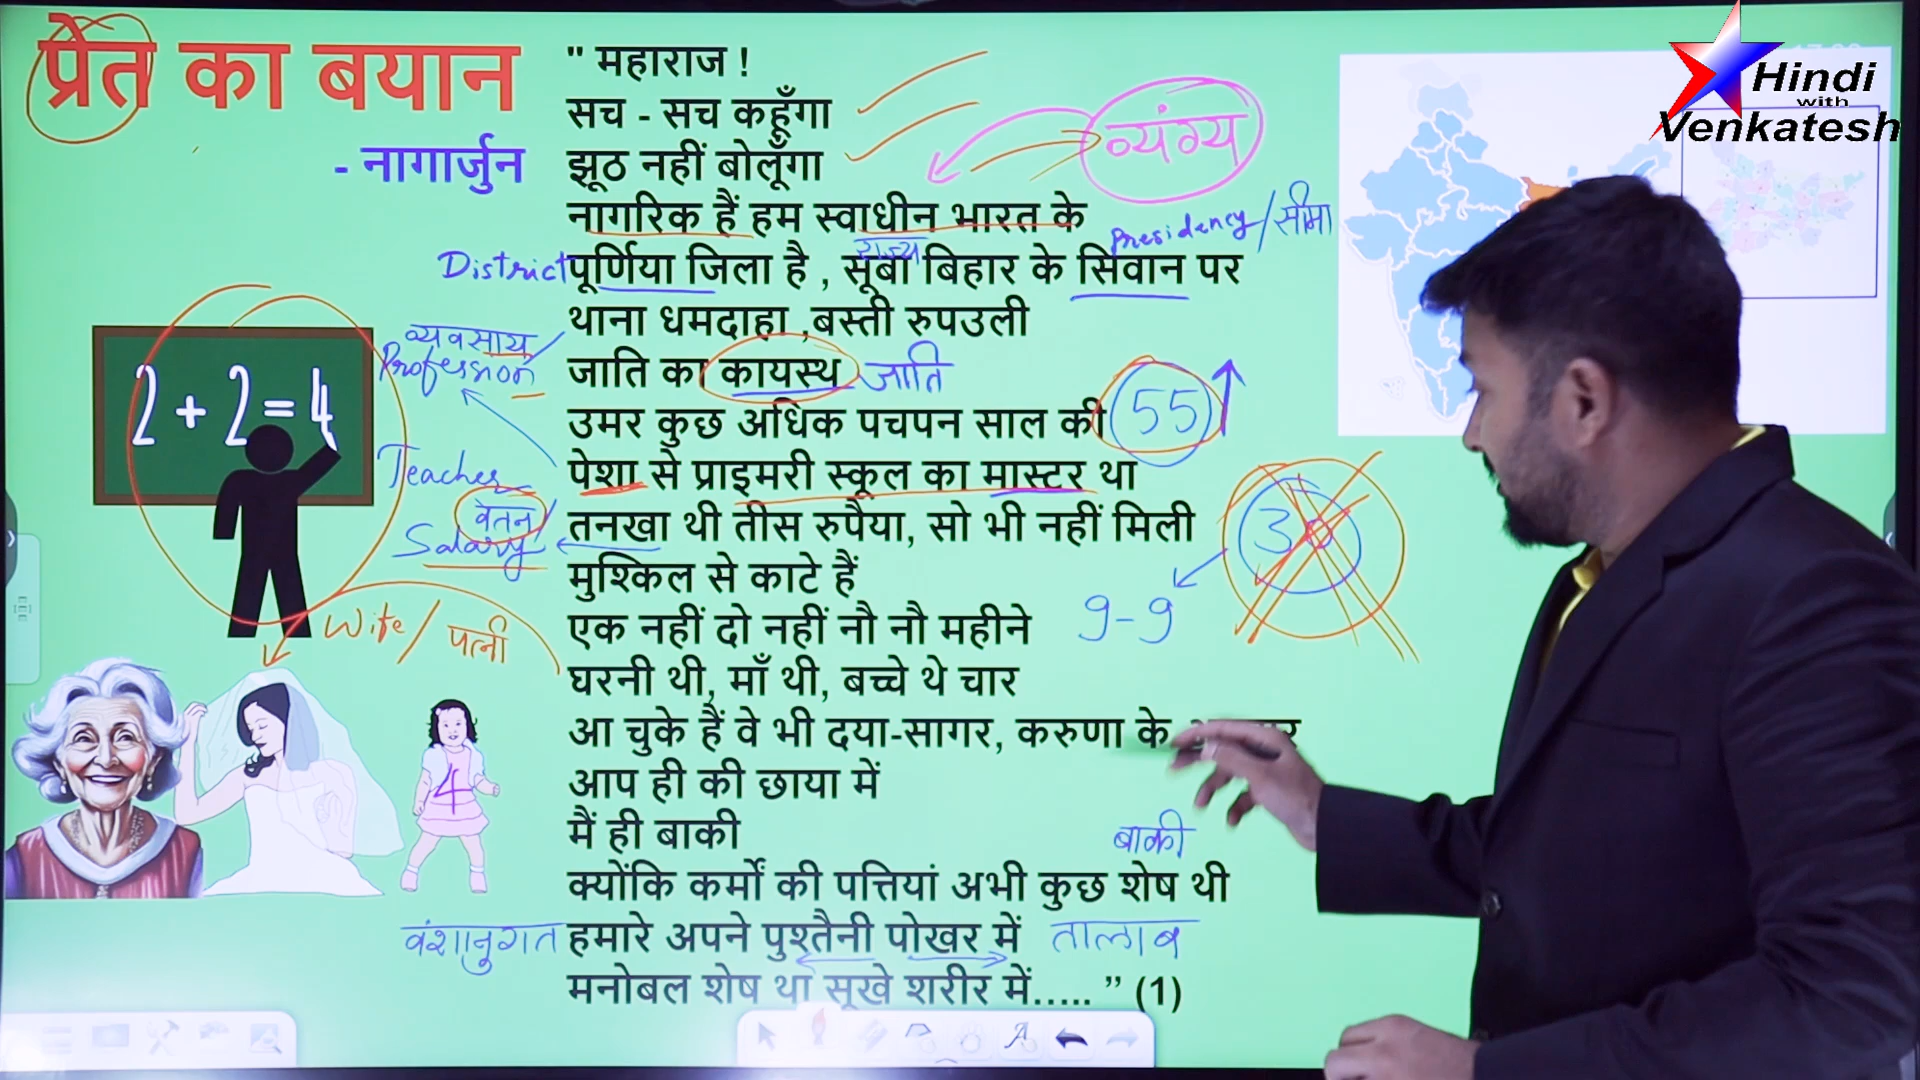 प्रेत का बयान
- नागार्जुन
" महाराज !
सच - सच कहूँगा
झूठ नहीं बोलूँगा
व्यंग्य
नागरिक हैं हम स्वाधीन भारत के
राज्य
Presidency / सीमा
District
पूर्णिया जिला है , सूबा बिहार के सिवान पर
थाना धमदाहा ,बस्ती रुपउली
व्यवसाय /
Profession
जाति का कायस्थ
जाति
उमर कुछ अधिक पचपन साल की
55
Teacher
पेशा से प्राइमरी स्कूल का मास्टर था
वेतन /
Salary
तनखा थी तीस रुपैया, सो भी नहीं मिली
30
मुश्किल से काटे हैं
एक नहीं दो नहीं नौ नौ महीने
9-9
Wife / पत्नी
घरनी थी, माँ थी, बच्चे थे चार
आ चुके हैं वे भी दया-सागर, करुणा के
आप ही की छाया में
मैं ही बाकी
बाकी
क्योंकि कर्मों की पत्तियां अभी कुछ शेष थी
वंशानुगत
हमारे अपने पुश्तैनी पोखर में
तालाब
मनोबल शेष था सूखे शरीर में..... ” (1)
2 + 2 = 4
4
Hindi
with
Venkatesh